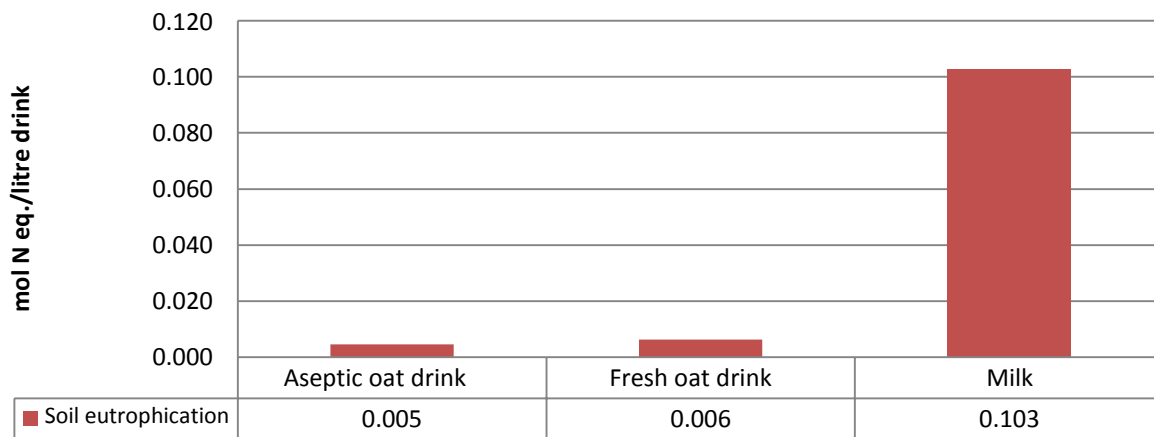 mol N eq./litre drink
0.120
0.100
0.080
0.060
0.040
0.020
0.000
Aseptic oat drink Fresh oat drink Milk
Soil eutrophication 0.005 0.006 0.103